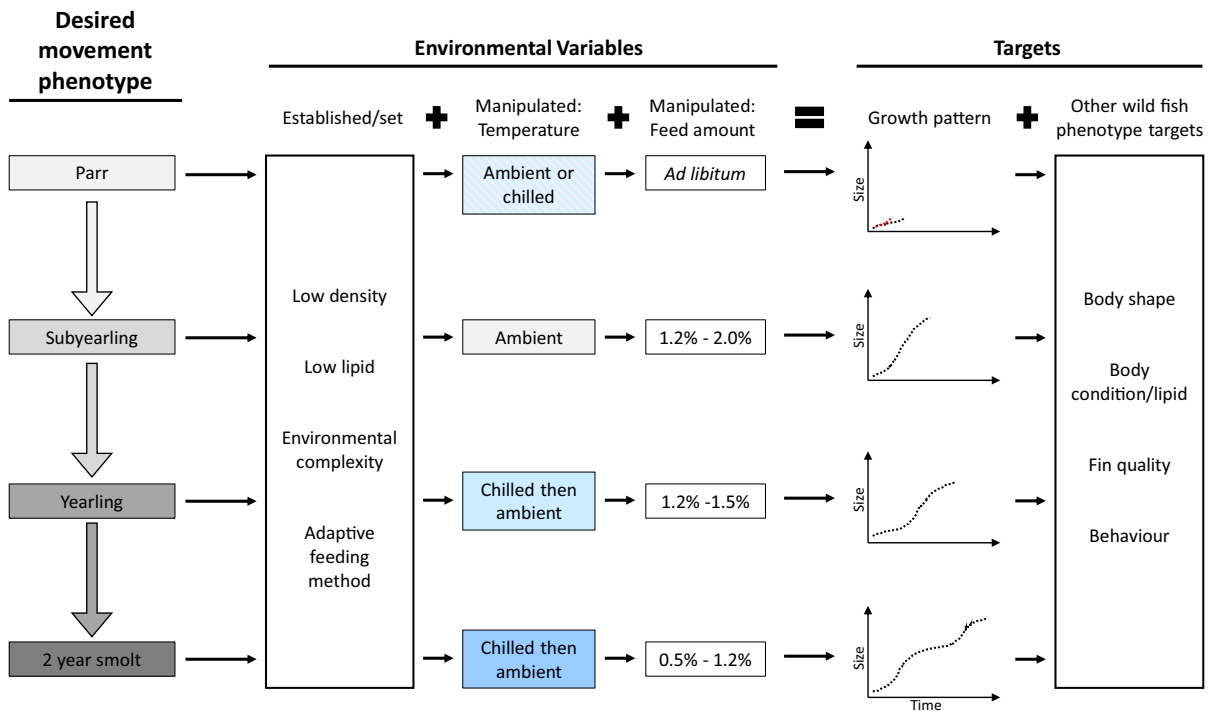 Desired
movement
phenotype
Environmental Variables
Targets
Established/set
Manipulated:
Temperature
Manipulated:
Feed amount
Growth pattern
Other wild fish
phenotype targets
Parr
Ambient or
chilled
Ad libitum
Size
Low density
Low lipid
Environmental
complexity
Adaptive
feeding
method
Body shape
Body
condition/lipid
Fin quality
Behaviour
Subyearling
Ambient
1.2% - 2.0%
Size
Yearling
Chilled then
ambient
1.2% -1.5%
Size
2 year smolt
Chilled then
ambient
0.5% - 1.2%
Size
Time